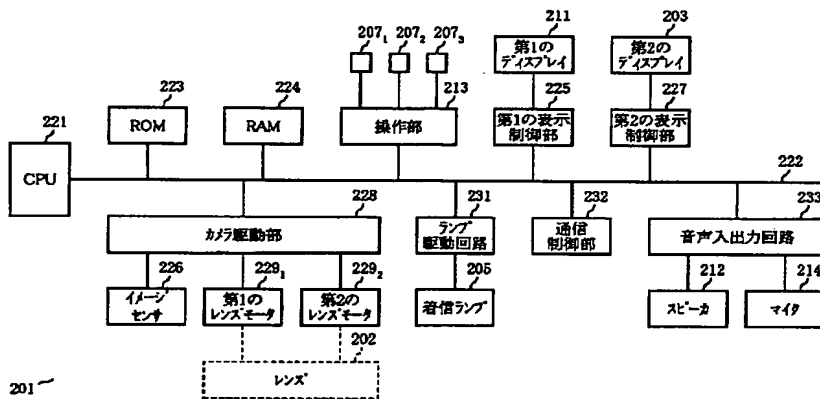 207₁ 207₂ 207₃
211
203
第1の
ディスプレイ
第2の
ディスプレイ
223
224
213
225
227
221
ROM
RAM
操作部
第1の表示
制御部
第2の表示
制御部
CPU
222
228
231
232
233
カメラ駆動部
ランプ
駆動回路
通信
制御部
音声入出力回路
226
229₁
229₂
205
212
214
イメージ
センサ
第1の
レンズモータ
第2の
レンズモータ
着信ランプ
スピーカ
マイク
202
レンズ
201